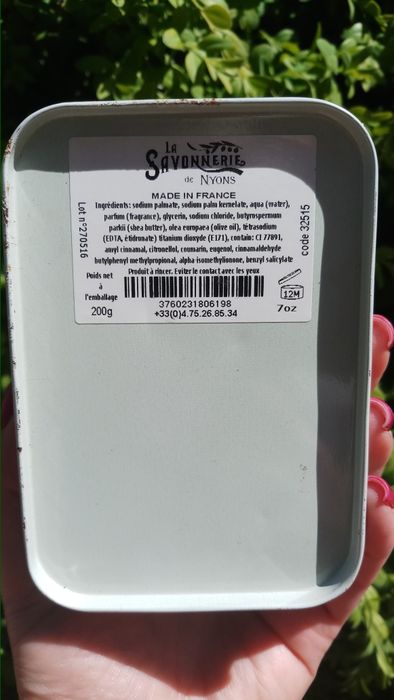 LA
SAVONNERIE
de NYONS
MADE IN FRANCE
Ingrédients: sodium palmate, sodium palm kernelate, aqua (water),
parfum (fragrance), glycerin, sodium chloride, butyrospermum
parkii (shea butter), olea europaea (olive oil), tétrasodium
(EDTA, étidronate) titanium dioxyde (E171), contain: CI 77891,
amyl cinnamal, citronellol, coumarin, eugenol, cinnamaldehyde
butylphenyl methylpropional, alpha isomethylionone, benzyl salicylate
Produit à rincer. Eviter le contact avec les yeux
Lot n°270516
code 32515
Poids net
à
l'emballage
200g
3760231806198
+33(0)4.75.26.85.34
12M
7oz